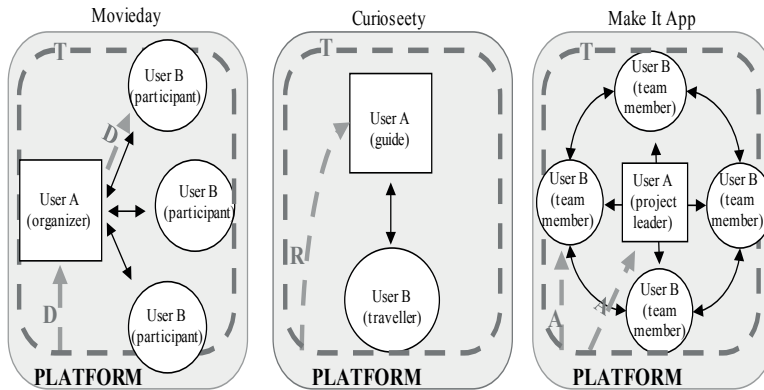 Movieday
T
User B
(participant)
D
User A
(organizer)
User B
(participant)
D
User B
(participant)
PLATFORM
Curioseety
T
User A
(guide)
R
User B
(traveller)
PLATFORM
Make It App
T
User B
(team
member)
User B
(team
member)
User A
(project
leader)
User B
(team
member)
A
A
User B
(team
member)
PLATFORM